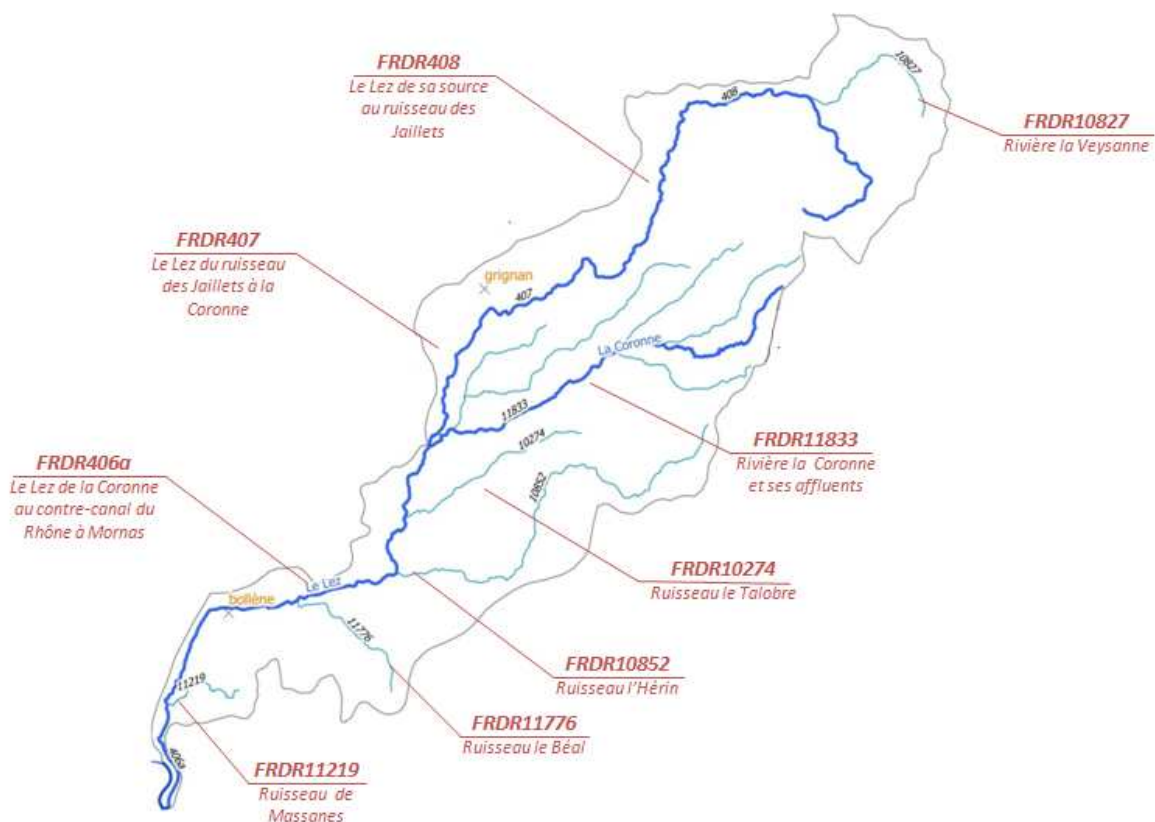 FRDR408
Le Lez de sa source
au ruisseau des
Jaillets
10827
408
FRDR10827
Rivière la Veysanne
FRDR407
Le Lez du ruisseau
des Jaillets à la
Coronne
grignan
407
La Coronne
11833
10274
FRDR11833
Rivière la Coronne
et ses affluents
FRDR406a
Le Lez de la Coronne
au contre-canal du
Rhône à Mornas
10852
FRDR10274
Ruisseau le Talobre
Le Lez
bollène
11776
FRDR10852
Ruisseau l'Hérin
11219
FRDR11776
Ruisseau le Béal
406a
FRDR11219
Ruisseau de
Massanes